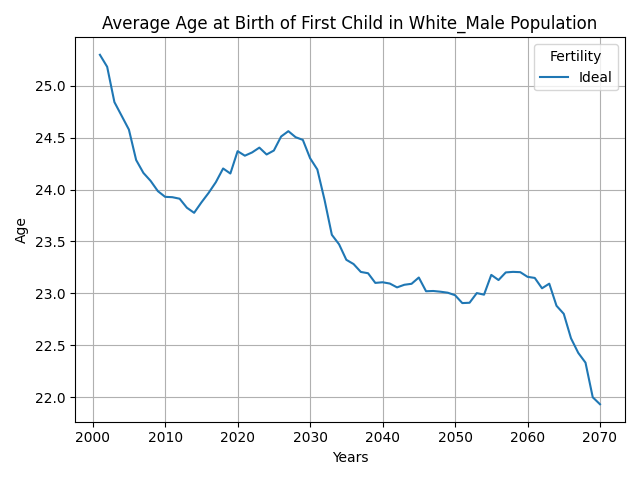 Average Age at Birth of First Child in White_Male Population
Fertility
Ideal
Age
25.0
24.5
24.0
23.5
23.0
22.5
22.0
2000 2010 2020 2030 2040 2050 2060 2070
Years